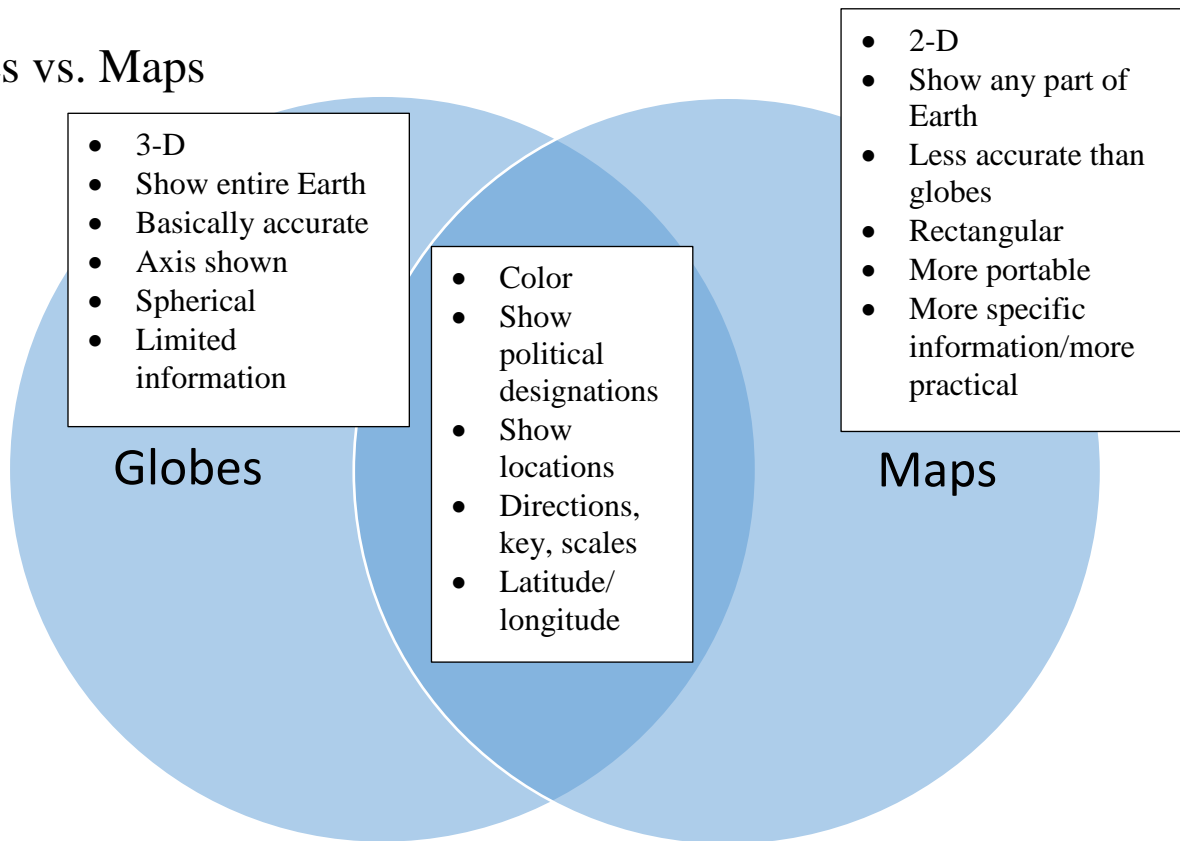 s vs. Maps
• 3-D
• Show entire Earth
• Basically accurate
• Axis shown
• Spherical
• Limited
information
Globes
• Color
• Show
political
designations
• Show
locations
• Directions,
key, scales
• Latitude/
longitude
• 2-D
• Show any part of
Earth
• Less accurate than
globes
• Rectangular
• More portable
• More specific
information/more
practical
Maps